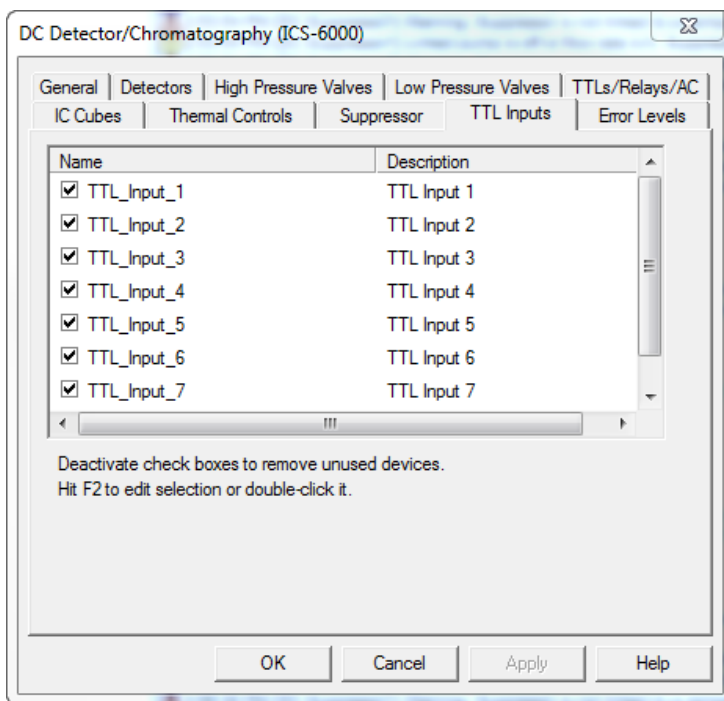 DC Detector/Chromatography (ICS-6000)
General Detectors High Pressure Valves Low Pressure Valves TTLs/Relays/AC
IC Cubes Thermal Controls Suppressor TTL Inputs Error Levels
Name Description
TTL_Input_1 TTL Input 1
TTL_Input_2 TTL Input 2
TTL_Input_3 TTL Input 3
TTL_Input_4 TTL Input 4
TTL_Input_5 TTL Input 5
TTL_Input_6 TTL Input 6
TTL_Input_7 TTL Input 7
Deactivate check boxes to remove unused devices.
Hit F2 to edit selection or double-click it.
OK Cancel Apply Help